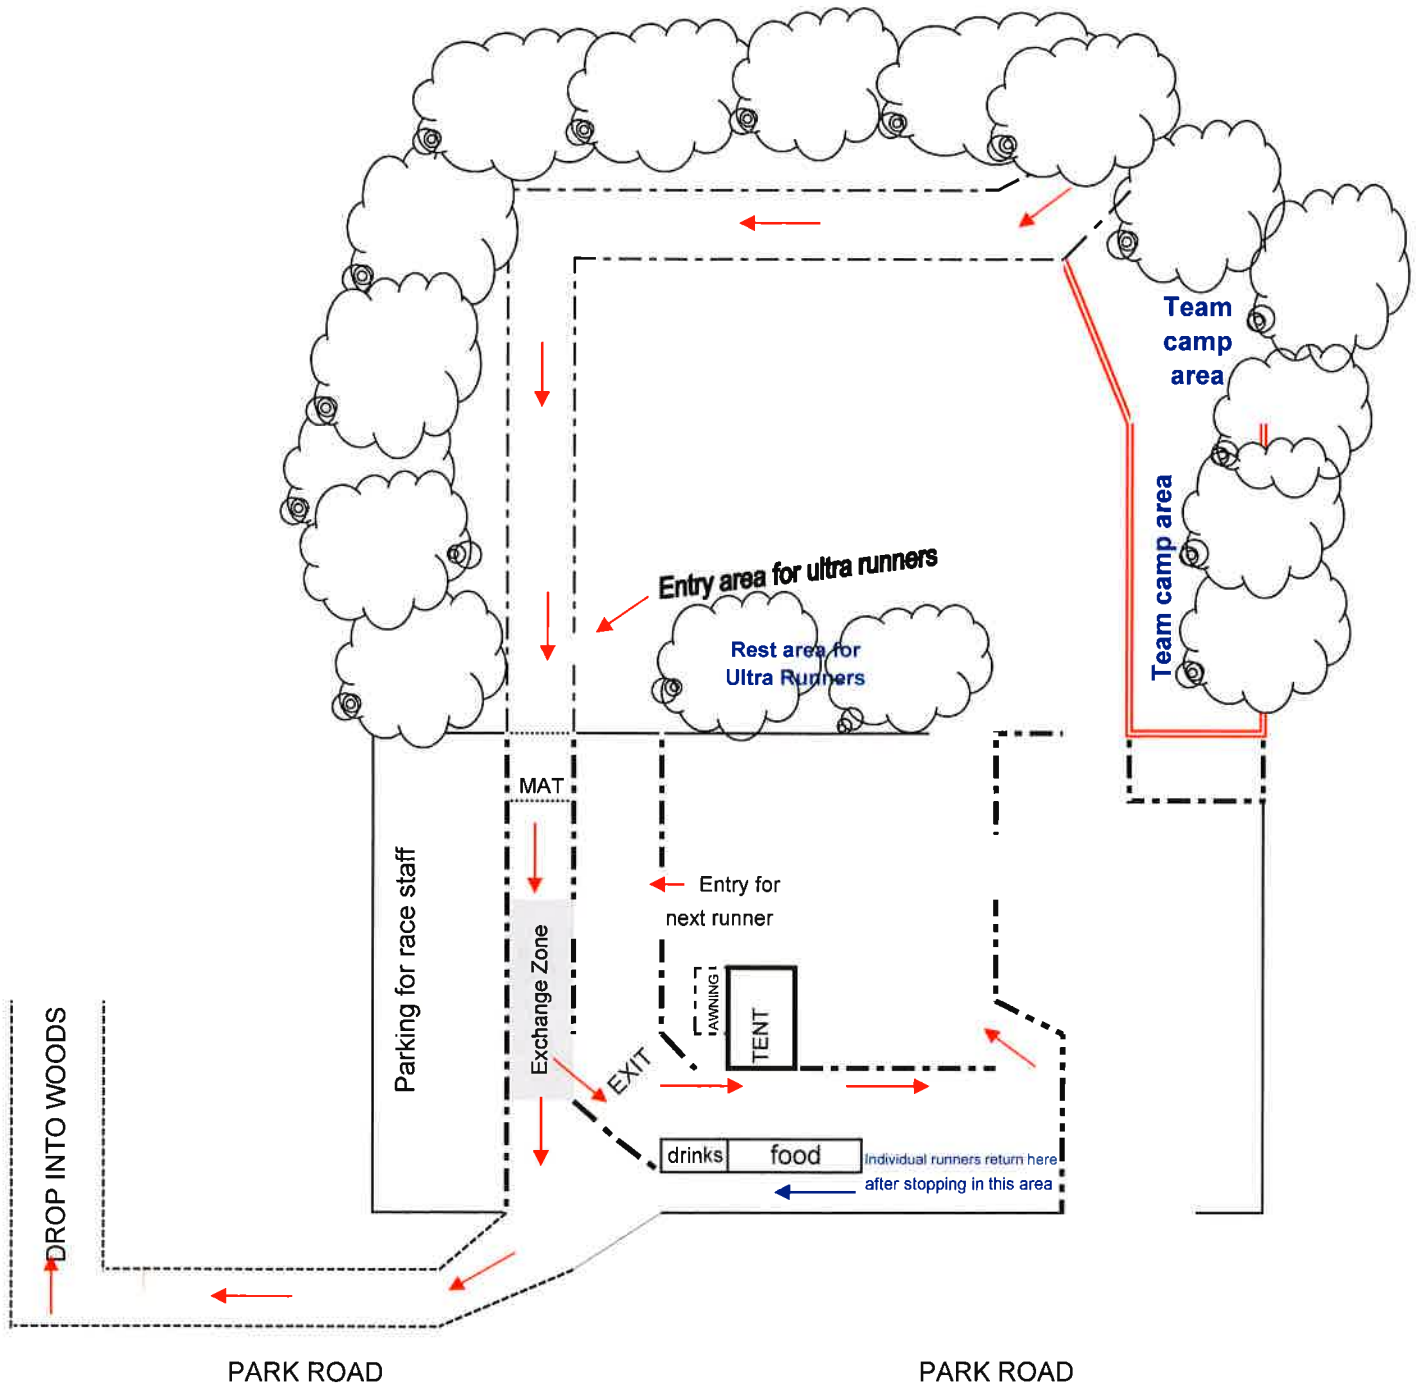 Team
camp
area
Team camp area
Entry area for ultra runners
Rest area for
Ultra Runners
MAT
Parking for race staff
Entry for
next runner
Exchange Zone
AWNING
TENT
EXIT
DROP INTO WOODS
drinks
food
Individual runners return here
after stopping in this area
PARK ROAD
PARK ROAD